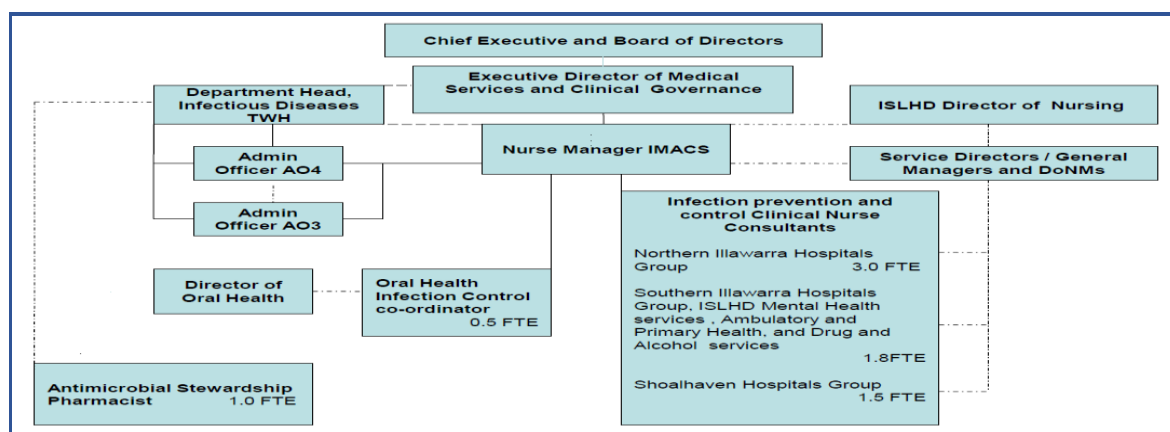 Chief Executive and Board of Directors
Executive Director of Medical
Services and Clinical Governance
Department Head,
Infectious Diseases
TWH
ISLHD Director of Nursing
Nurse Manager IMACS
Admin
Officer AO4
Service Directors / General
Managers and DoNMs
Admin
Officer AO3
Infection prevention and
control Clinical Nurse
Consultants
Northern Illawarra Hospitals
Group 3.0 FTE
Southern Illawarra Hospitals
Group, ISLHD Mental Health
services , Ambulatory and
Primary Health, and Drug and
Alcohol services
1.8FTE
Shoalhaven Hospitals Group
1.5 FTE
Director of
Oral Health
Oral Health
Infection Control
co-ordinator
0.5 FTE
Antimicrobial Stewardship
Pharmacist 1.0 FTE